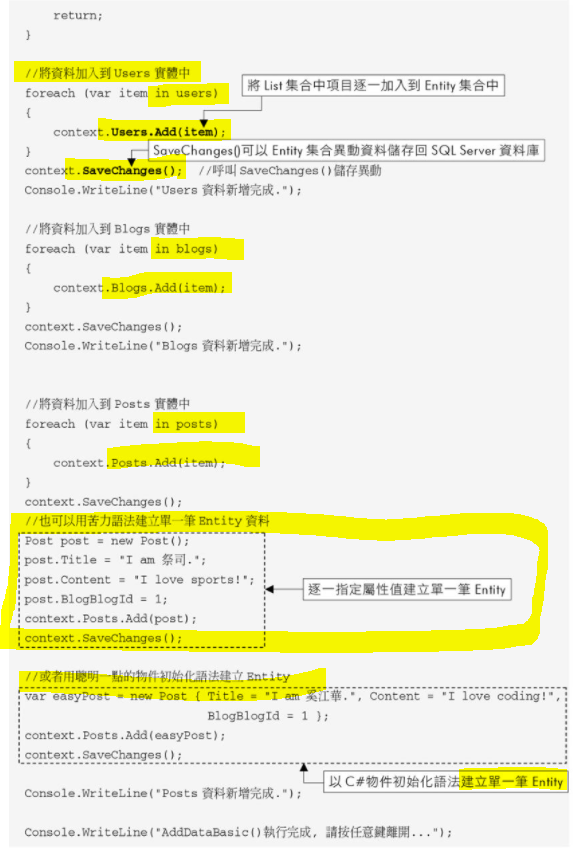 return;
}
//將資料加入到 Users 實體中
foreach (var item in users)
將 List 集合中項目逐一加入到 Entity 集合中
{
context.Users.Add(item);
}
SaveChanges()可以 Entity 集合異動資料儲存回 SQL Server 資料庫
context.SaveChanges(); //呼叫 SaveChanges()儲存異動
Console.WriteLine("Users 資料新增完成.");
//將資料加入到 Blogs 實體中
foreach (var item in blogs)
{
context.Blogs.Add(item);
}
context.SaveChanges();
Console.WriteLine("Blogs 資料新增完成.");
//將資料加入到 Posts 實體中
foreach (var item in posts)
{
context.Posts.Add(item);
}
context.SaveChanges();
//也可以用苦力語法建立單一筆 Entity 資料
Post post = new Post();
post.Title = "I am 祭司.";
post.Content = "I love sports!";
逐一指定屬性值建立單一筆 Entity
post.BlogBlogId = 1;
context.Posts.Add(post);
context.SaveChanges();
//或者用聰明一點的物件初始化語法建立 Entity
var easyPost = new Post { Title = "I am 奚江華.", Content = "I love coding!",
BlogBlogId = 1 };
context.Posts.Add(easyPost);
context.SaveChanges();
以 C#物件初始化語法建立單一筆 Entity
Console.WriteLine("Posts 資料新增完成.");
Console.WriteLine("AddDataBasic()執行完成, 請按任意鍵離開...");